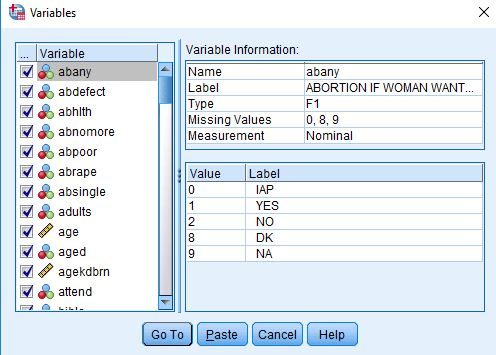 Variables
... Variable
abany
abdefect
abhlth
abnomore
abpoor
abrape
absingle
adults
age
aged
agekdbrn
attend
Variable Information:
Name abany
Label ABORTION IF WOMAN WANT...
Type F1
Missing Values 0, 8, 9
Measurement Nominal
Value Label
0 IAP
1 YES
2 NO
8 DK
9 NA
Go To Paste Cancel Help